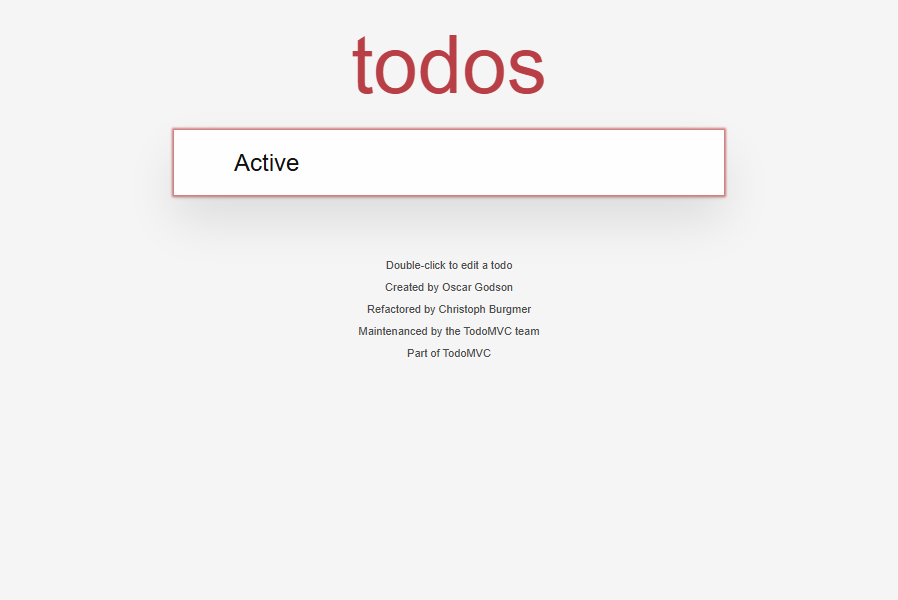 todos
Active
Double-click to edit a todo
Created by Oscar Godson
Refactored by Christoph Burgmer
Maintenanced by the TodoMVC team
Part of TodoMVC